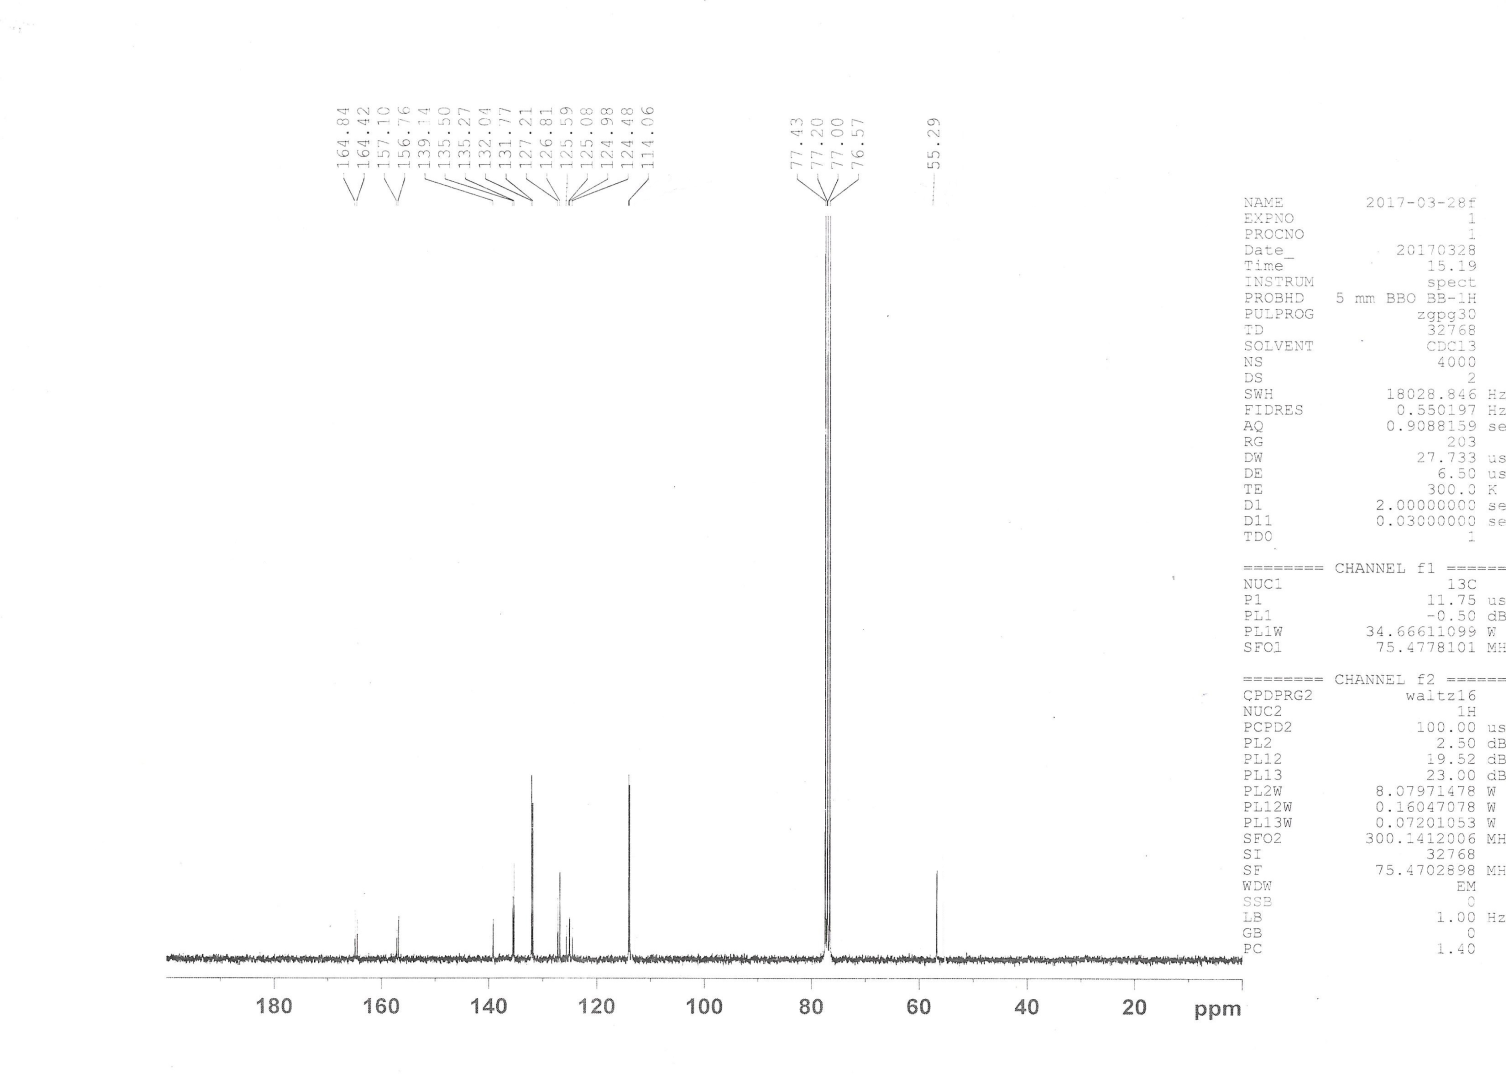 164.84
164.42
157.10
156.76
139.14
135.50
135.27
132.04
131.77
127.21
126.81
125.59
125.08
124.98
124.48
114.06
77.43
77.20
77.00
76.57
55.29
NAME 2017-03-28f
EXPNO 1
PROCNO 1
Date_ 20170328
Time 15.19
INSTRUM spect
PROBHD 5 mm BBO BB-1H
PULPROG zgpg30
TD 32768
SOLVENT CDCl3
NS 4000
DS 2
SWH 18028.846 Hz
FIDRES 0.550197 Hz
AQ 0.9088159 se
RG 203
DW 27.733 us
DE 6.50 us
TE 300.0 K
D1 2.00000000 se
D11 0.03000000 se
TD0 1
======== CHANNEL f1 ======
NUC1 13C
P1 11.75 us
PL1 -0.50 dB
PL1W 34.66611099 W
SFO1 75.4778101 MH
======== CHANNEL f2 ======
CPDPRG2 waltz16
NUC2 1H
PCPD2 100.00 us
PL2 2.50 dB
PL12 19.52 dB
PL13 23.00 dB
PL2W 8.07971478 W
PL12W 0.16047078 W
PL13W 0.07201053 W
SFO2 300.1412006 MH
SI 32768
SF 75.4702898 MH
WDW EM
SSB 0
LB 1.00 Hz
GB 0
PC 1.40
180 160 140 120 100 80 60 40 20 ppm